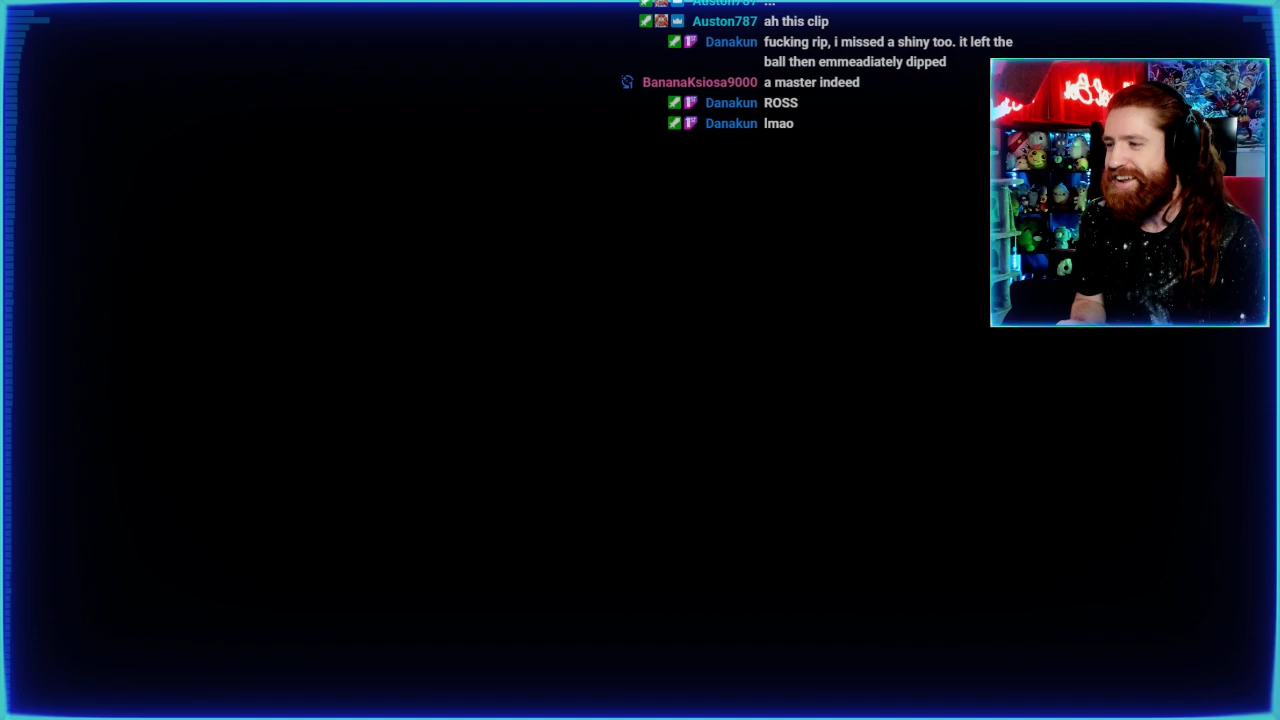 Auston787 ...
Auston787 ah this clip
Danakun fucking rip, i missed a shiny too. it left the
ball then emmeadiately dipped
BananaKsiosa9000 a master indeed
Danakun ROSS
Danakun lmao